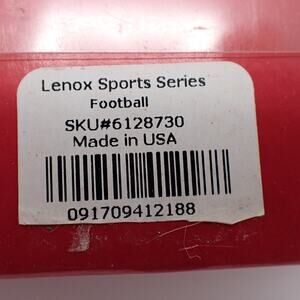 Lenox Sports Series
Football
SKU#6128730
Made in USA
091709412188